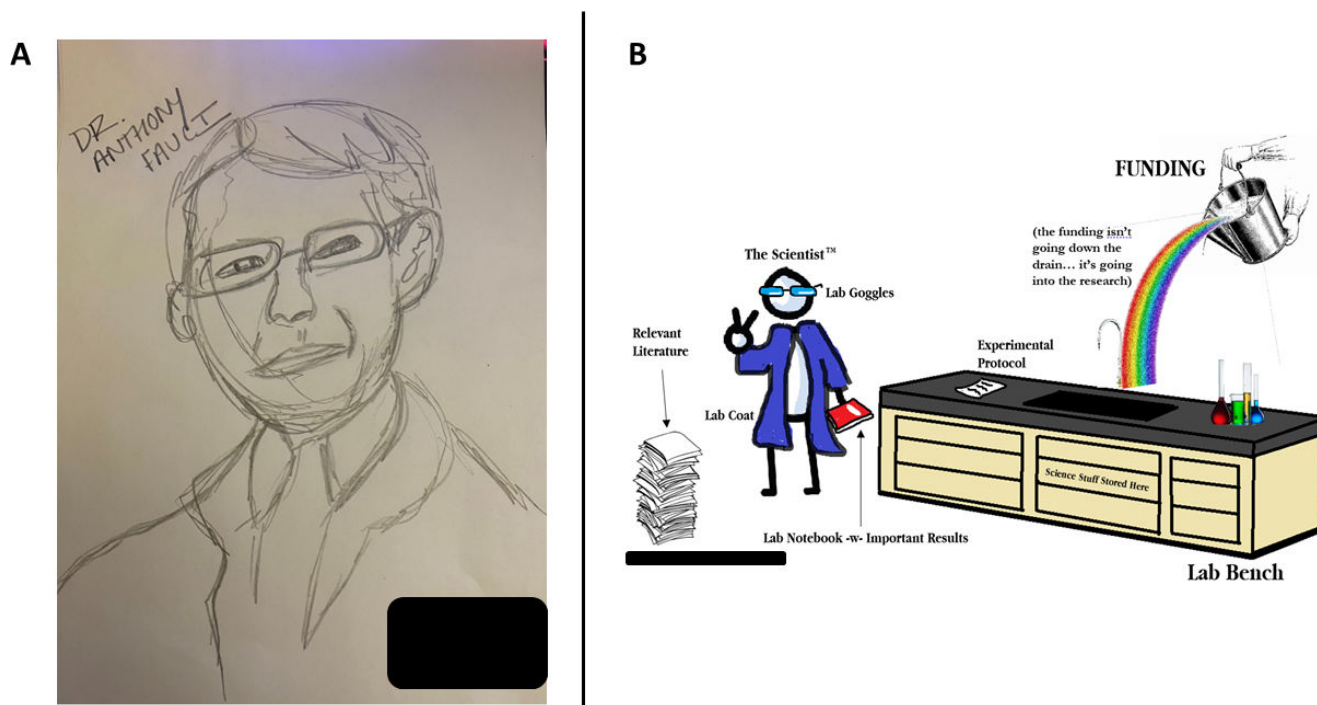 A
DR.
ANTHONY
FAUCI
B
FUNDING
(the funding isn't
going down the
drain... it's going
into the research)
The Scientist™
Lab Goggles
Relevant
Literature
Experimental
Protocol
Lab Coat
Science Stuff Stored Here
Lab Notebook -w- Important Results
Lab Bench